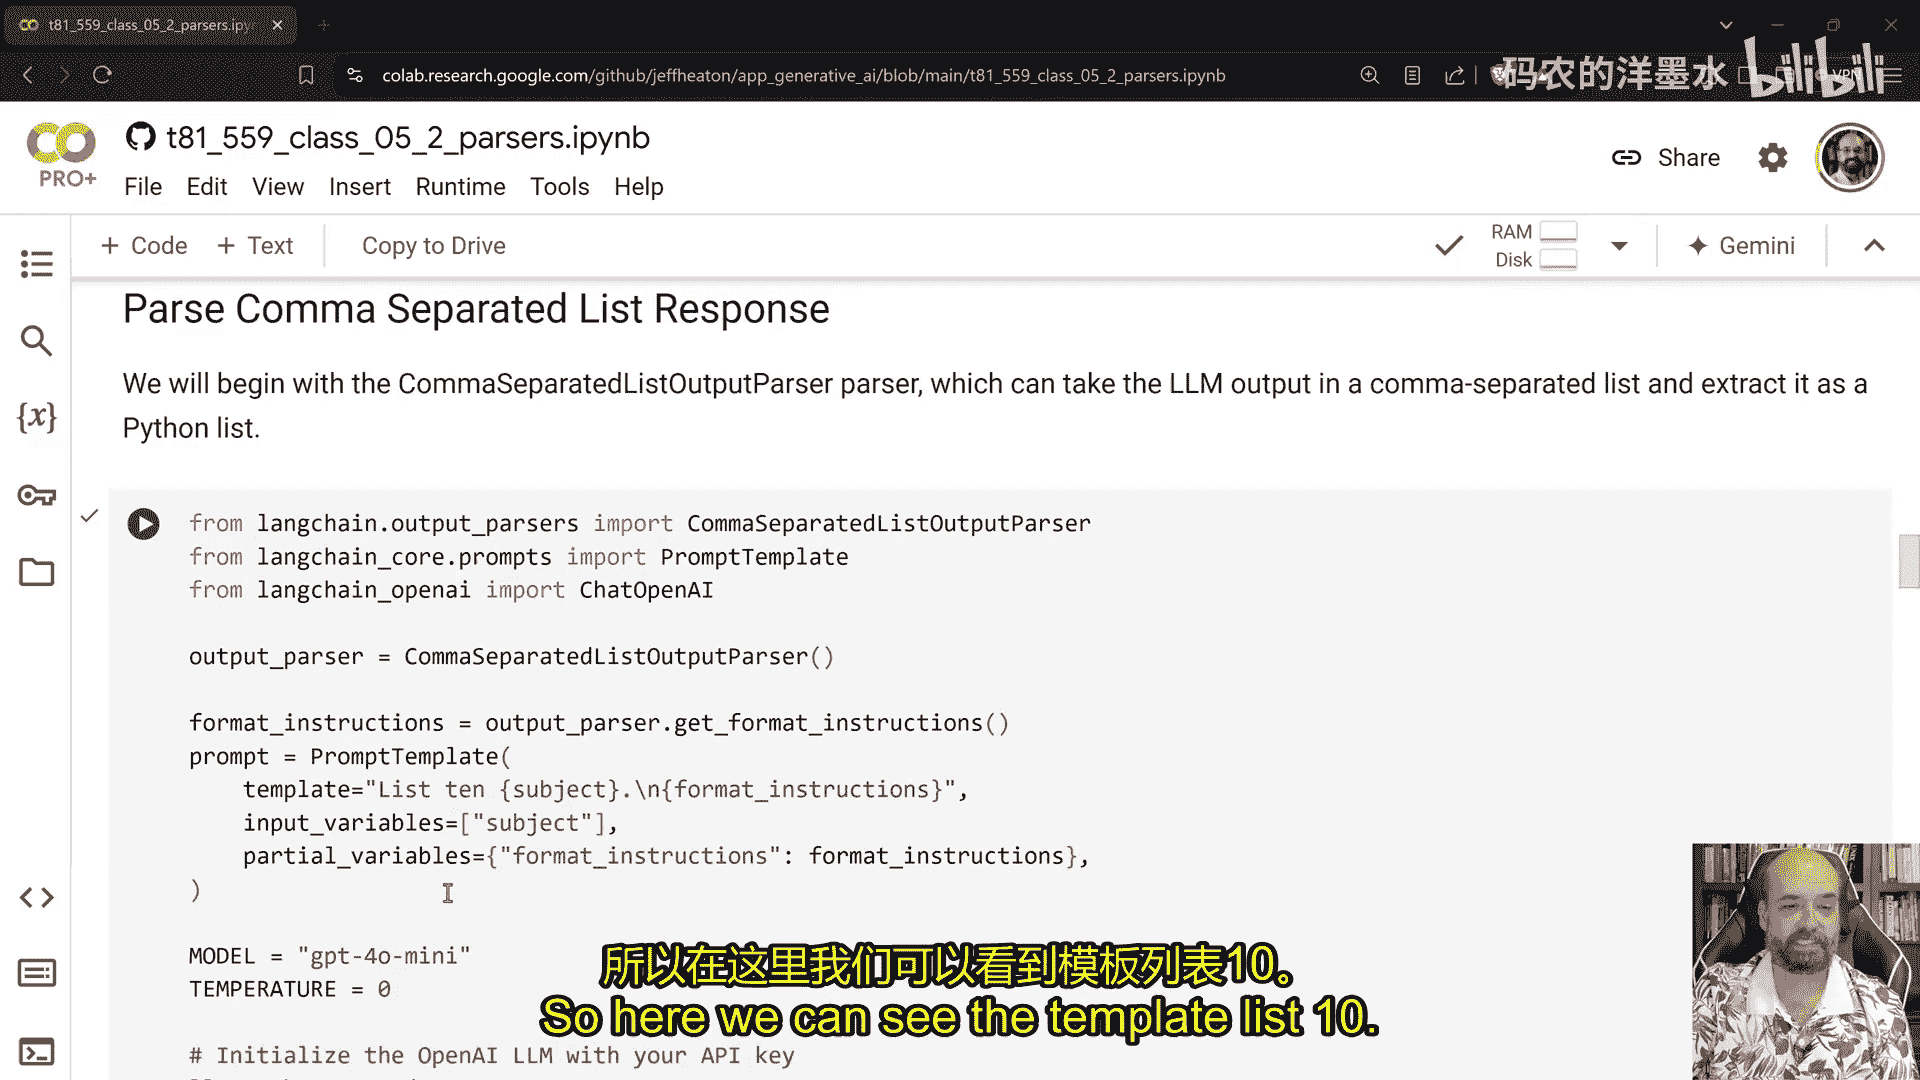 t81_559_class_05_2_parsers.ipy
colab.research.google.com/github/jeffheaton/app_generative_ai/blob/main/t81_559_class_05_2_parsers.ipynb
码农的洋墨水 bilibili
VPN
t81_559_class_05_2_parsers.ipynb
PRO+
File Edit View Insert Runtime Tools Help
Share
+ Code + Text Copy to Drive
RAM
Disk
Gemini
Parse Comma Separated List Response
We will begin with the CommaSeparatedListOutputParser parser, which can take the LLM output in a comma-separated list and extract it as a
Python list.
from langchain.output_parsers import CommaSeparatedListOutputParser
from langchain_core.prompts import PromptTemplate
from langchain_openai import ChatOpenAI
output_parser = CommaSeparatedListOutputParser()
format_instructions = output_parser.get_format_instructions()
prompt = PromptTemplate(
template="List ten {subject}.\n{format_instructions}",
input_variables=["subject"],
partial_variables={"format_instructions": format_instructions},
)
MODEL = "gpt-4o-mini"
TEMPERATURE = 0
# Initialize the OpenAI LLM with your API key
所以在这里我们可以看到模板列表10。
So here we can see the template list 10.